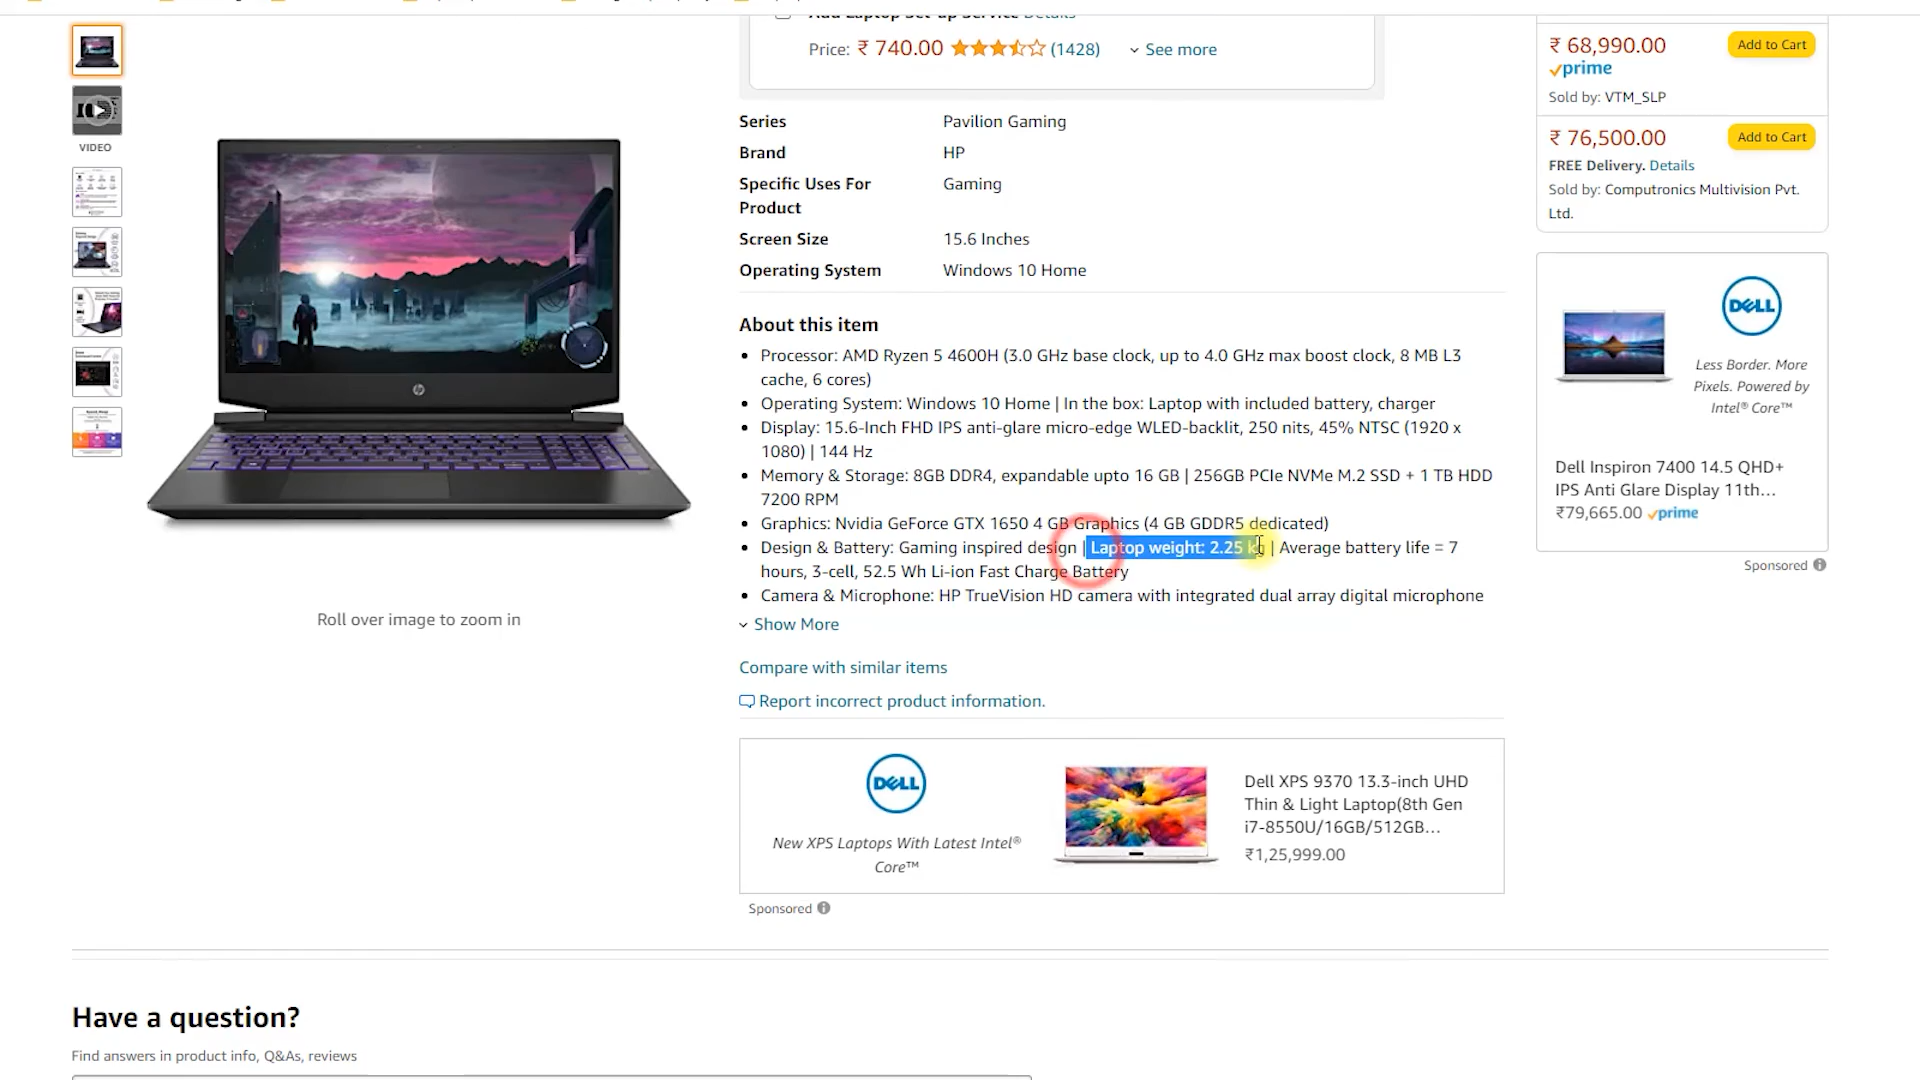 Add Laptop Set-up Service Details
Price: ₹ 740.00 (1428) See more
VIDEO
Roll over image to zoom in
Series Pavilion Gaming
Brand HP
Specific Uses For Product Gaming
Screen Size 15.6 Inches
Operating System Windows 10 Home
About this item
Processor: AMD Ryzen 5 4600H (3.0 GHz base clock, up to 4.0 GHz max boost clock, 8 MB L3
cache, 6 cores)
Operating System: Windows 10 Home | In the box: Laptop with included battery, charger
Display: 15.6-Inch FHD IPS anti-glare micro-edge WLED-backlit, 250 nits, 45% NTSC (1920 x
1080) | 144 Hz
Memory & Storage: 8GB DDR4, expandable upto 16 GB | 256GB PCIe NVMe M.2 SSD + 1 TB HDD
7200 RPM
Graphics: Nvidia GeForce GTX 1650 4 GB Graphics (4 GB GDDR5 dedicated)
Design & Battery: Gaming inspired design | Laptop weight: 2.25 kg | Average battery life = 7
hours, 3-cell, 52.5 Wh Li-ion Fast Charge Battery
Camera & Microphone: HP TrueVision HD camera with integrated dual array digital microphone
Show More
Compare with similar items
Report incorrect product information.
DELL
New XPS Laptops With Latest Intel®
Core™
Dell XPS 9370 13.3-inch UHD
Thin & Light Laptop(8th Gen
i7-8550U/16GB/512GB...
₹1,25,999.00
Sponsored
₹ 68,990.00 Add to Cart
prime
Sold by: VTM_SLP
₹ 76,500.00 Add to Cart
FREE Delivery. Details
Sold by: Computronics Multivision Pvt.
Ltd.
DELL
Less Border. More
Pixels. Powered by
Intel® Core™
Dell Inspiron 7400 14.5 QHD+
IPS Anti Glare Display 11th...
₹79,665.00 prime
Sponsored
Have a question?
Find answers in product info, Q&As, reviews